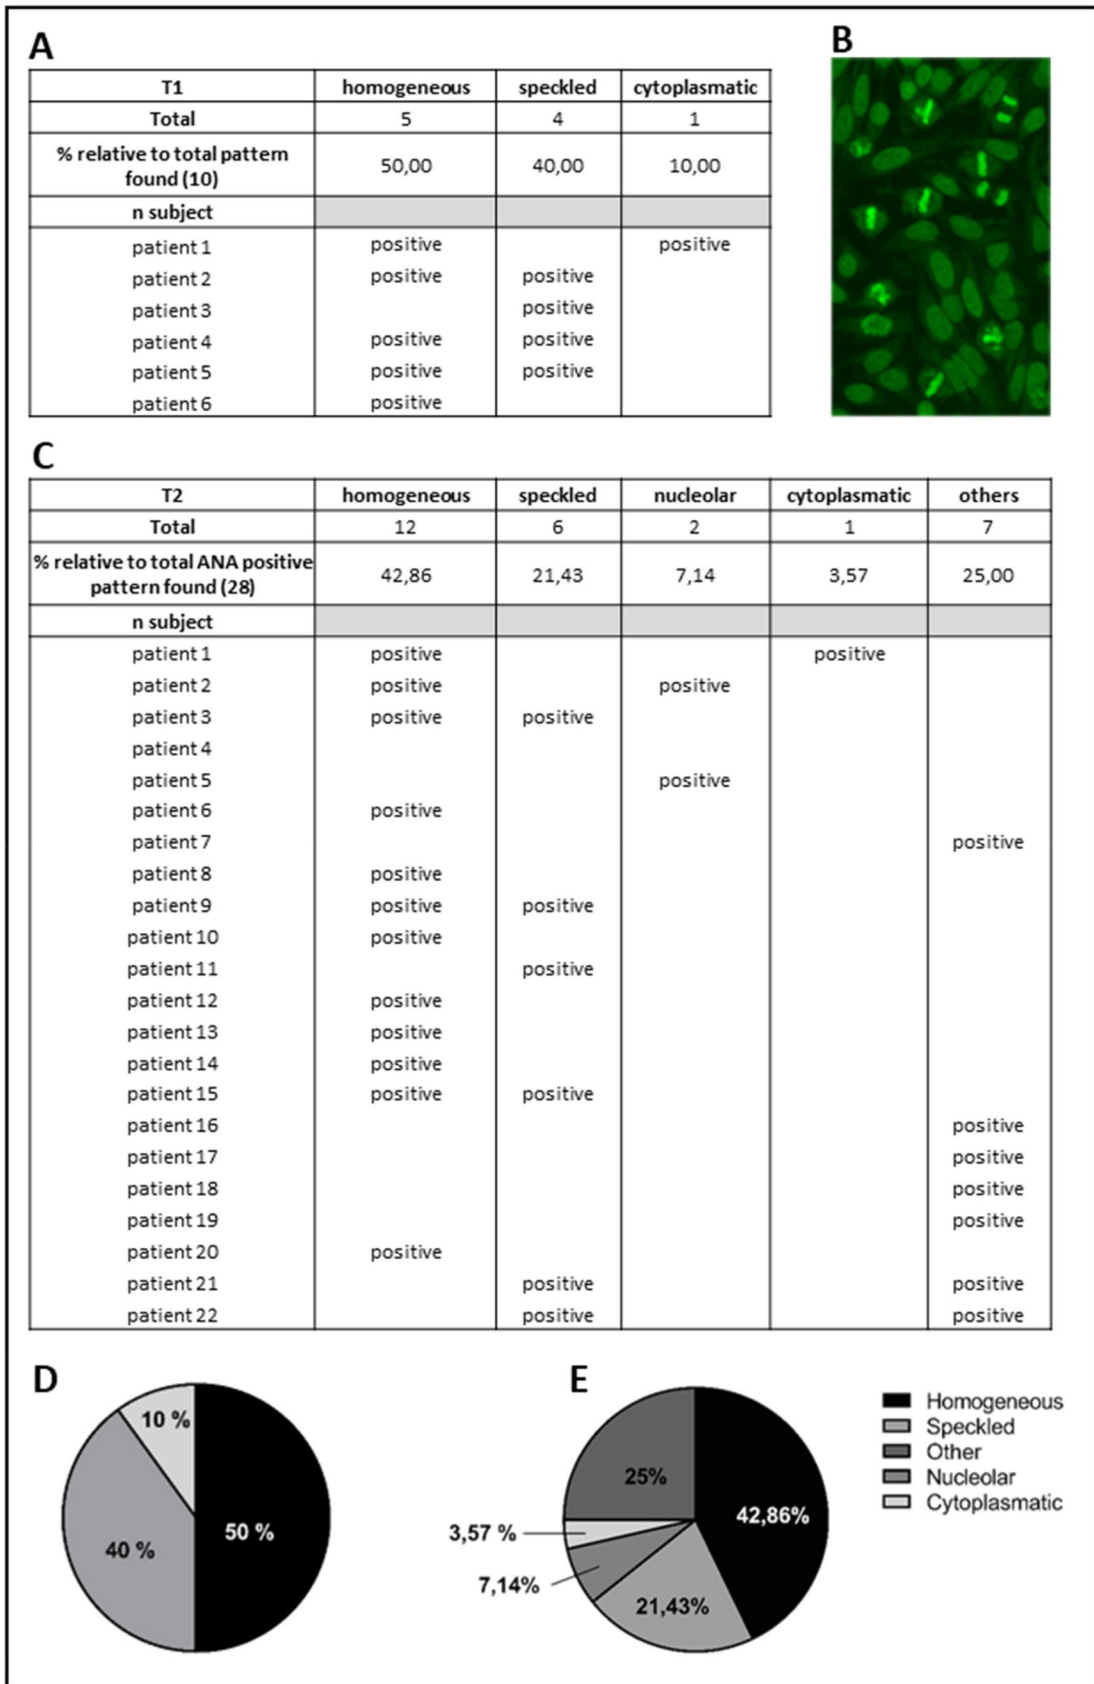 A
B
T1 homogeneous speckled cytoplasmatic
Total 5 4 1
% relative to total pattern
found (10) 50,00 40,00 10,00
n subject
patient 1 positive positive
patient 2 positive positive
patient 3 positive
patient 4 positive positive
patient 5 positive positive
patient 6 positive
C
T2 homogeneous speckled nucleolar cytoplasmatic others
Total 12 6 2 1 7
% relative to total ANA positive
pattern found (28) 42,86 21,43 7,14 3,57 25,00
n subject
patient 1 positive positive
patient 2 positive positive
patient 3 positive positive
patient 4
patient 5 positive
patient 6 positive
patient 7 positive
patient 8 positive
patient 9 positive positive
patient 10 positive
patient 11 positive
patient 12 positive
patient 13 positive
patient 14 positive
patient 15 positive positive
patient 16 positive
patient 17 positive
patient 18 positive
patient 19 positive
patient 20 positive
patient 21 positive positive
patient 22 positive positive
D
10 %
50 %
40 %
E
25%
42,86%
3,57 %
7,14%
21,43%
Homogeneous
Speckled
Other
Nucleolar
Cytoplasmatic